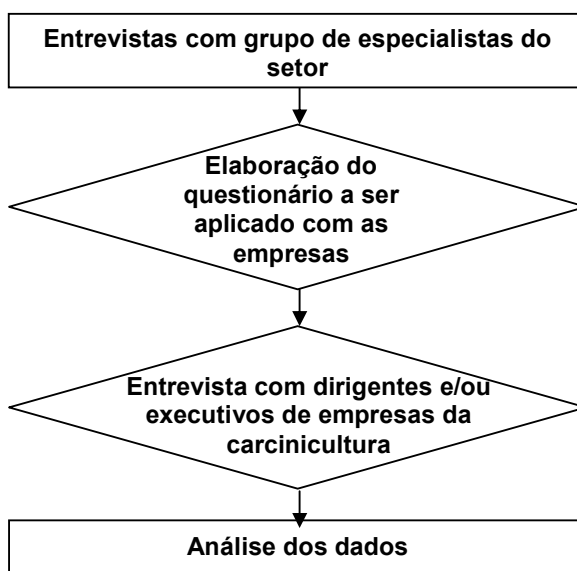 Entrevistas com grupo de especialistas do
setor
Elaboração do
questionário a ser
aplicado com as
empresas
Entrevista com dirigentes e/ou
executivos de empresas da
carcinicultura
Análise dos dados